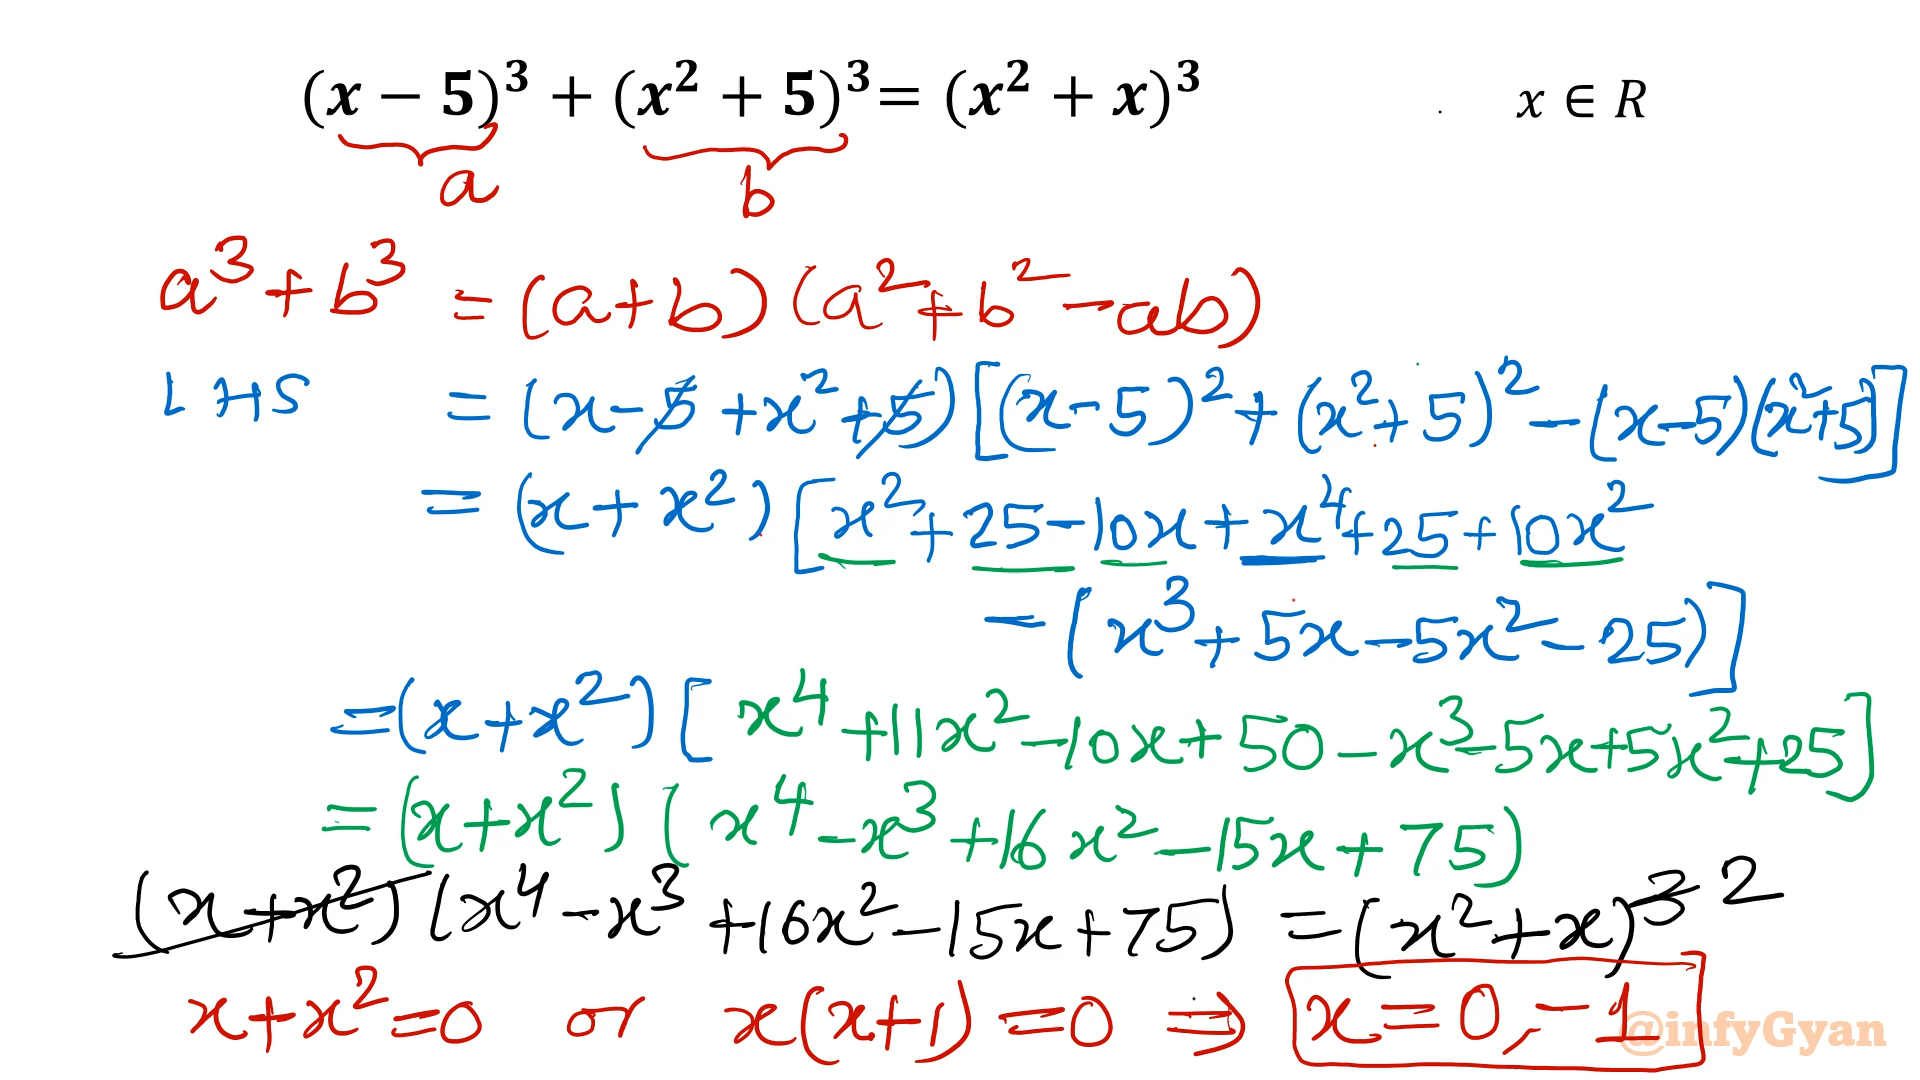 (x − 5)³ + (x² + 5)³ = (x² + x)³ x ∈ R
a b
a³ + b³ = (a + b) (a² + b² − ab)
LHS = (x − 5 + x² + 5) [(x − 5)² + (x² + 5)² − (x − 5)(x² + 5)]
= (x + x²) [x² + 25 − 10x + x⁴ + 25 + 10x²
− (x³ + 5x − 5x² − 25)]
= (x + x²) [x⁴ + 11x² − 10x + 50 − x³ − 5x + 5x² + 25]
= (x + x²) (x⁴ − x³ + 16x² − 15x + 75)
(x + x²) (x⁴ − x³ + 16x² − 15x + 75) = (x² + x)³ 2
x + x² = 0 or x(x + 1) = 0 ⇒ x = 0, −1
@infyGyan